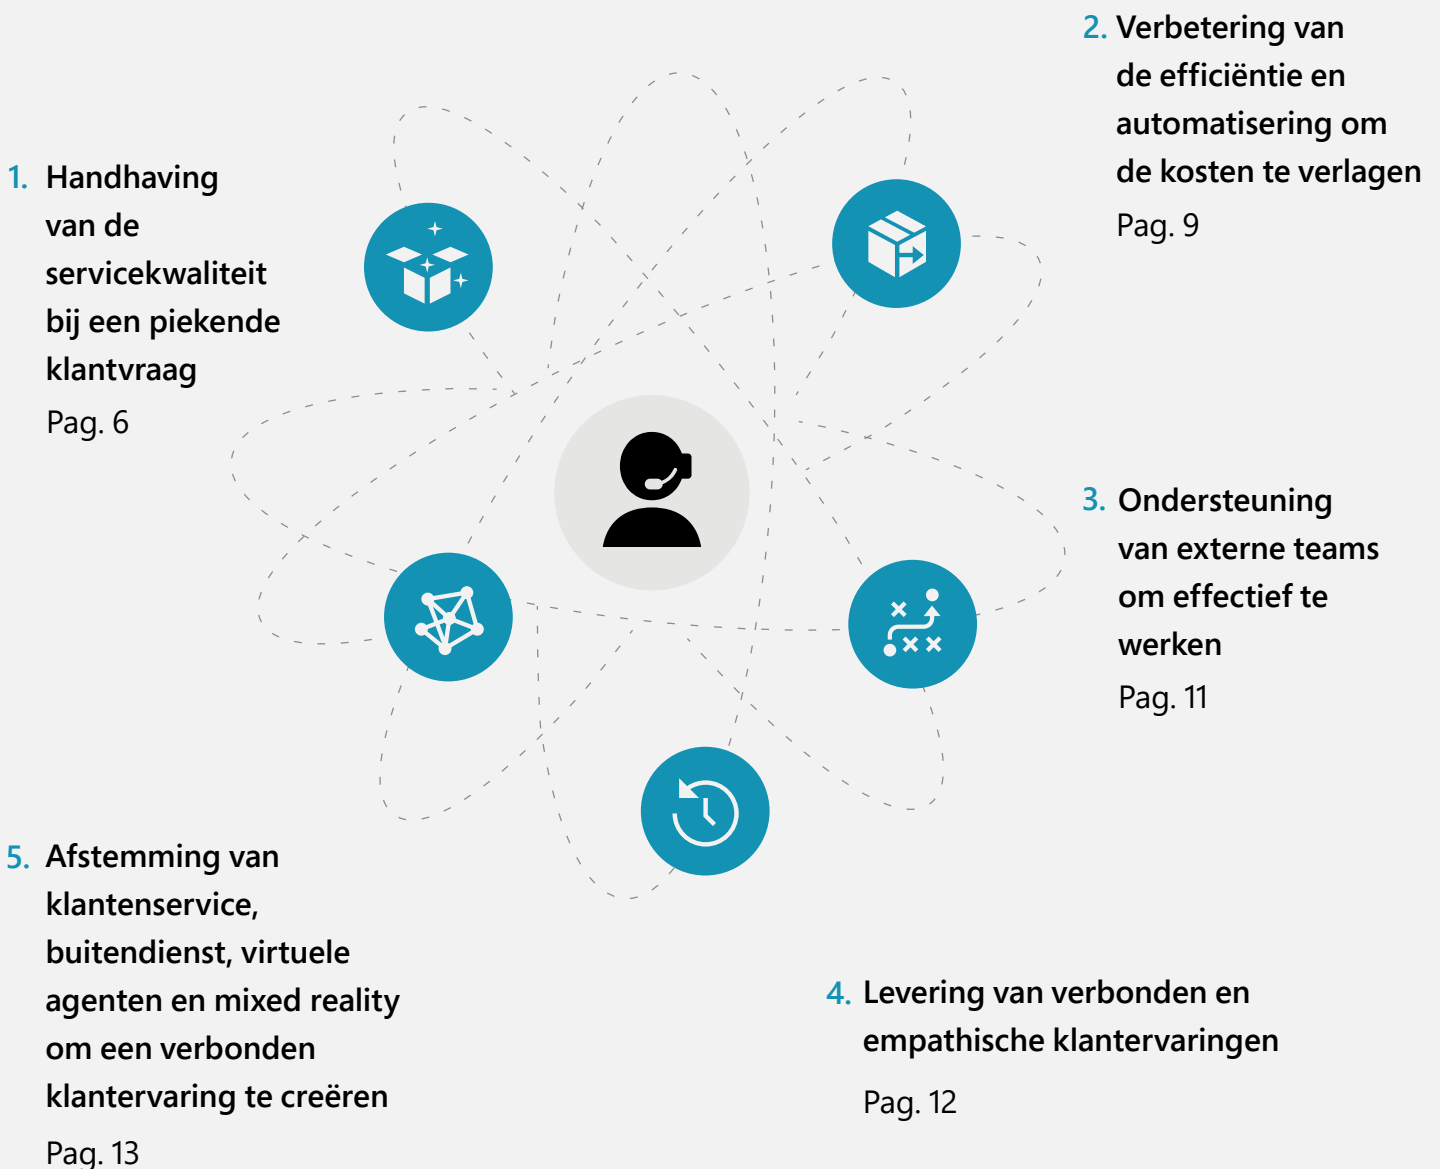 1. Handhaving
van de
servicekwaliteit
bij een piekende
klantvraag
Pag. 6
2. Verbetering van
de efficiëntie en
automatisering om
de kosten te verlagen
Pag. 9
3. Ondersteuning
van externe teams
om effectief te
werken
Pag. 11
4. Levering van verbonden en
empathische klantervaringen
Pag. 12
5. Afstemming van
klantenservice,
buitendienst, virtuele
agenten en mixed reality
om een verbonden
klantervaring te creëren
Pag. 13